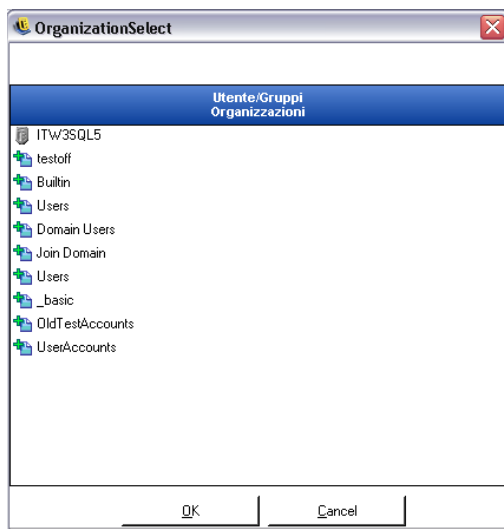 OrganizationSelect
Utente/Gruppi
Organizzazioni
ITW3SQL5
testoff
Builtin
Users
Domain Users
Join Domain
Users
_basic
OldTestAccounts
UserAccounts
OK
Cancel